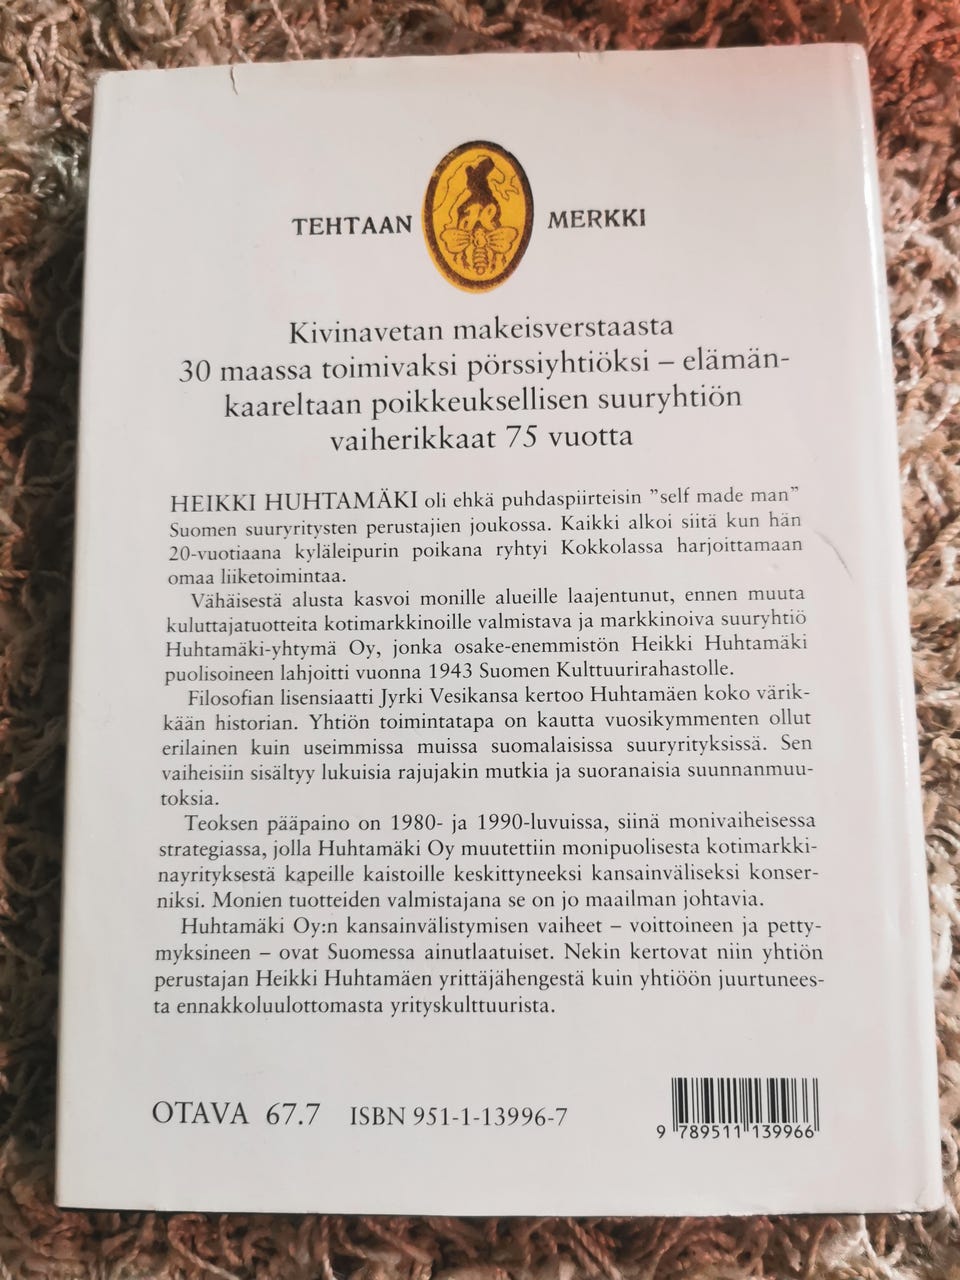 TEHTAAN MERKKI
Kivinavetan makeisverstaasta
30 maassa toimivaksi pörssiyhtiöksi – elämän-
kaareltaan poikkeuksellisen suuryhtiön
vaiherikkaat 75 vuotta
HEIKKI HUHTAMÄKI oli ehkä puhdaspiirteisin ”self made man”
Suomen suuryritysten perustajien joukossa. Kaikki alkoi siitä kun hän
20-vuotiaana kyläleipurin poikana ryhtyi Kokkolassa harjoittamaan
omaa liiketoimintaa.
Vähäisestä alusta kasvoi monille alueille laajentunut, ennen muuta
kuluttajatuotteita kotimarkkinoille valmistava ja markkinoiva suuryhtiö
Huhtamäki-yhtymä Oy, jonka osake-enemmistön Heikki Huhtamäki
puolisoineen lahjoitti vuonna 1943 Suomen Kulttuurirahastolle.
Filosofian lisensiaatti Jyrki Vesikansa kertoo Huhtamäen koko värik-
kään historian. Yhtiön toimintatapa on kautta vuosikymmenten ollut
erilainen kuin useimmissa muissa suomalaisissa suuryrityksissä. Sen
vaiheisiin sisältyy lukuisia rajujakin mutkia ja suoranaisia suunnanmuu-
toksia.
Teoksen pääpaino on 1980- ja 1990-luvuissa, siinä monivaiheisessa
strategiassa, jolla Huhtamäki Oy muutettiin monipuolisesta kotimarkki-
nayrityksestä kapeille kaistoille keskittyneeksi kansainväliseksi konser-
niksi. Monien tuotteiden valmistajana se on jo maailman johtavia.
Huhtamäki Oy:n kansainvälistymisen vaiheet – voittoineen ja petty-
myksineen – ovat Suomessa ainutlaatuiset. Nekin kertovat niin yhtiön
perustajan Heikki Huhtamäen yrittäjähengestä kuin yhtiöön juurtunees-
ta ennakkoluulottomasta yrityskulttuurista.
OTAVA 67.7 ISBN 951-1-13996-7
9 789511 139966